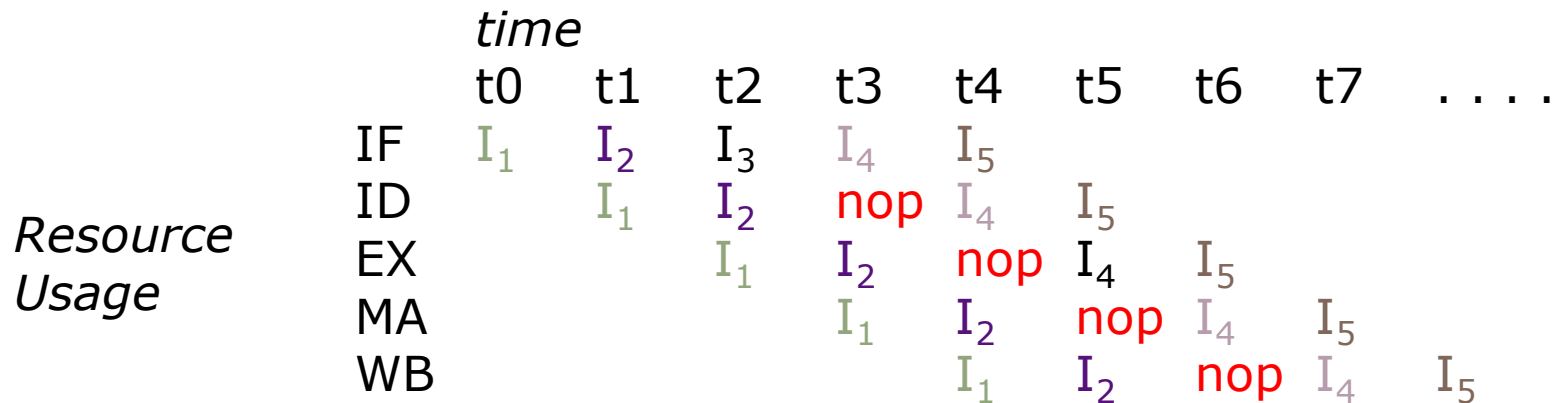 time
t0 t1 t2 t3 t4 t5 t6 t7 . . . .
IF I₁ I₂ I₃ I₄ I₅
ID I₁ I₂ nop I₄ I₅
Resource
Usage
EX I₁ I₂ nop I₄ I₅
MA I₁ I₂ nop I₄ I₅
WB I₁ I₂ nop I₄ I₅